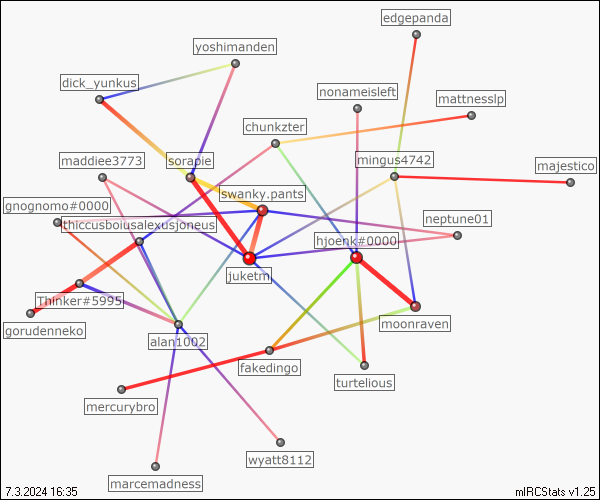 edgepanda
yoshimanden
dick_yunkus
nonameisleft
mattnesslp
chunkzter
maddiee3773
sorapie
mingus4742
majestico
swanky.pants
gnognomo#0000
neptune01
thiccusboiusalexusjoneus
hjoenk#0000
juketm
Thinker#5995
moonraven
gorudenneko
alan1002
fakedingo
turtelious
mercurybro
wyatt8112
marcemadness
7.3.2024 16:35
mIRCStats v1.25